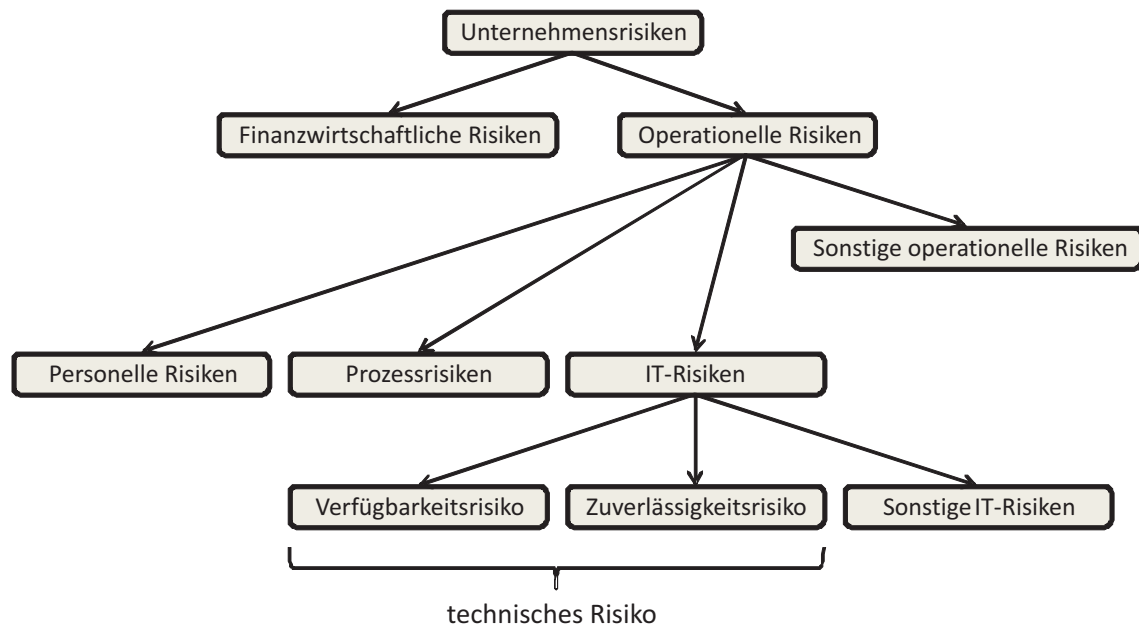 Unternehmensrisiken
Finanzwirtschaftliche Risiken
Operationelle Risiken
Sonstige operationelle Risiken
Personelle Risiken
Prozessrisiken
IT-Risiken
Verfügbarkeitsrisiko
Zuverlässigkeitsrisiko
Sonstige IT-Risiken
technisches Risiko